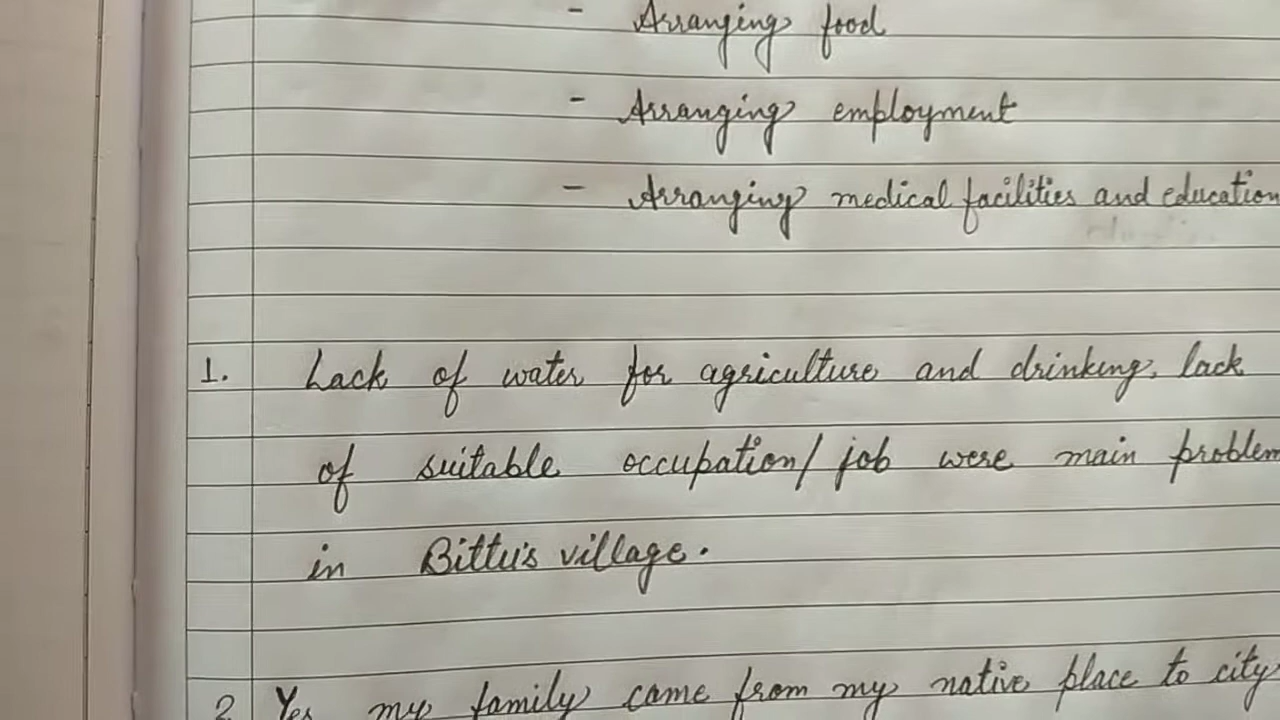 - Arranging food
- Arranging employment
- Arranging medical facilities and education
1. Lack of water for agriculture and drinking, lack
of suitable occupation/job were main problem
in Bittu's village.
2 Yes my family came from my native place to city